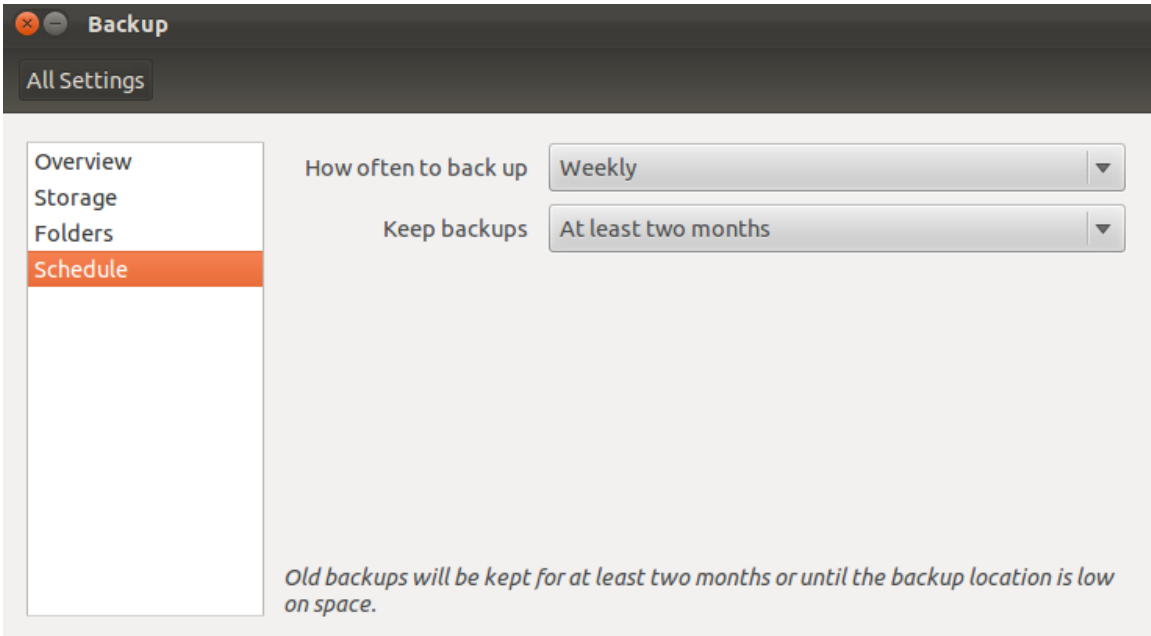 Backup
All Settings
Overview
Storage
Folders
Schedule
How often to back up Weekly
Keep backups At least two months
Old backups will be kept for at least two months or until the backup location is low
on space.